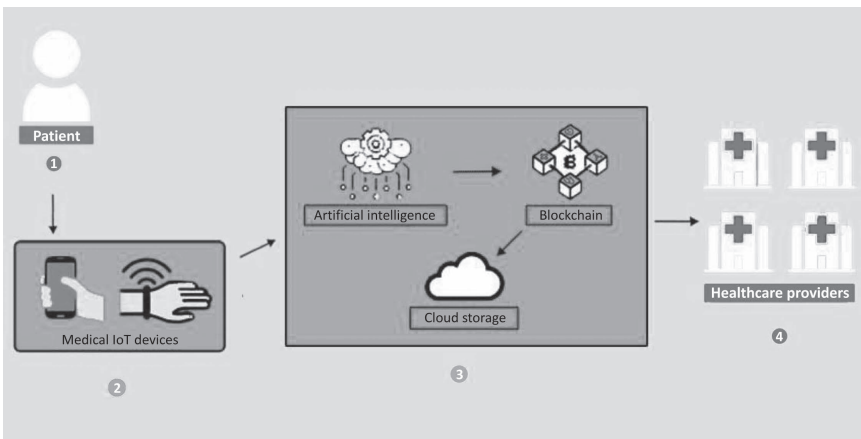 Patient
1
Medical IoT devices
2
Artificial intelligence
Blockchain
Cloud storage
3
Healthcare providers
4